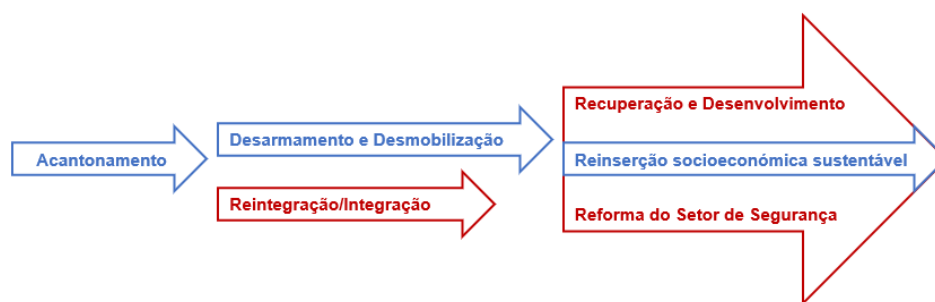 Acantonamento
Desarmamento e Desmobilização
Reintegração/Integração
Recuperação e Desenvolvimento
Reinserção socioeconómica sustentável
Reforma do Setor de Segurança